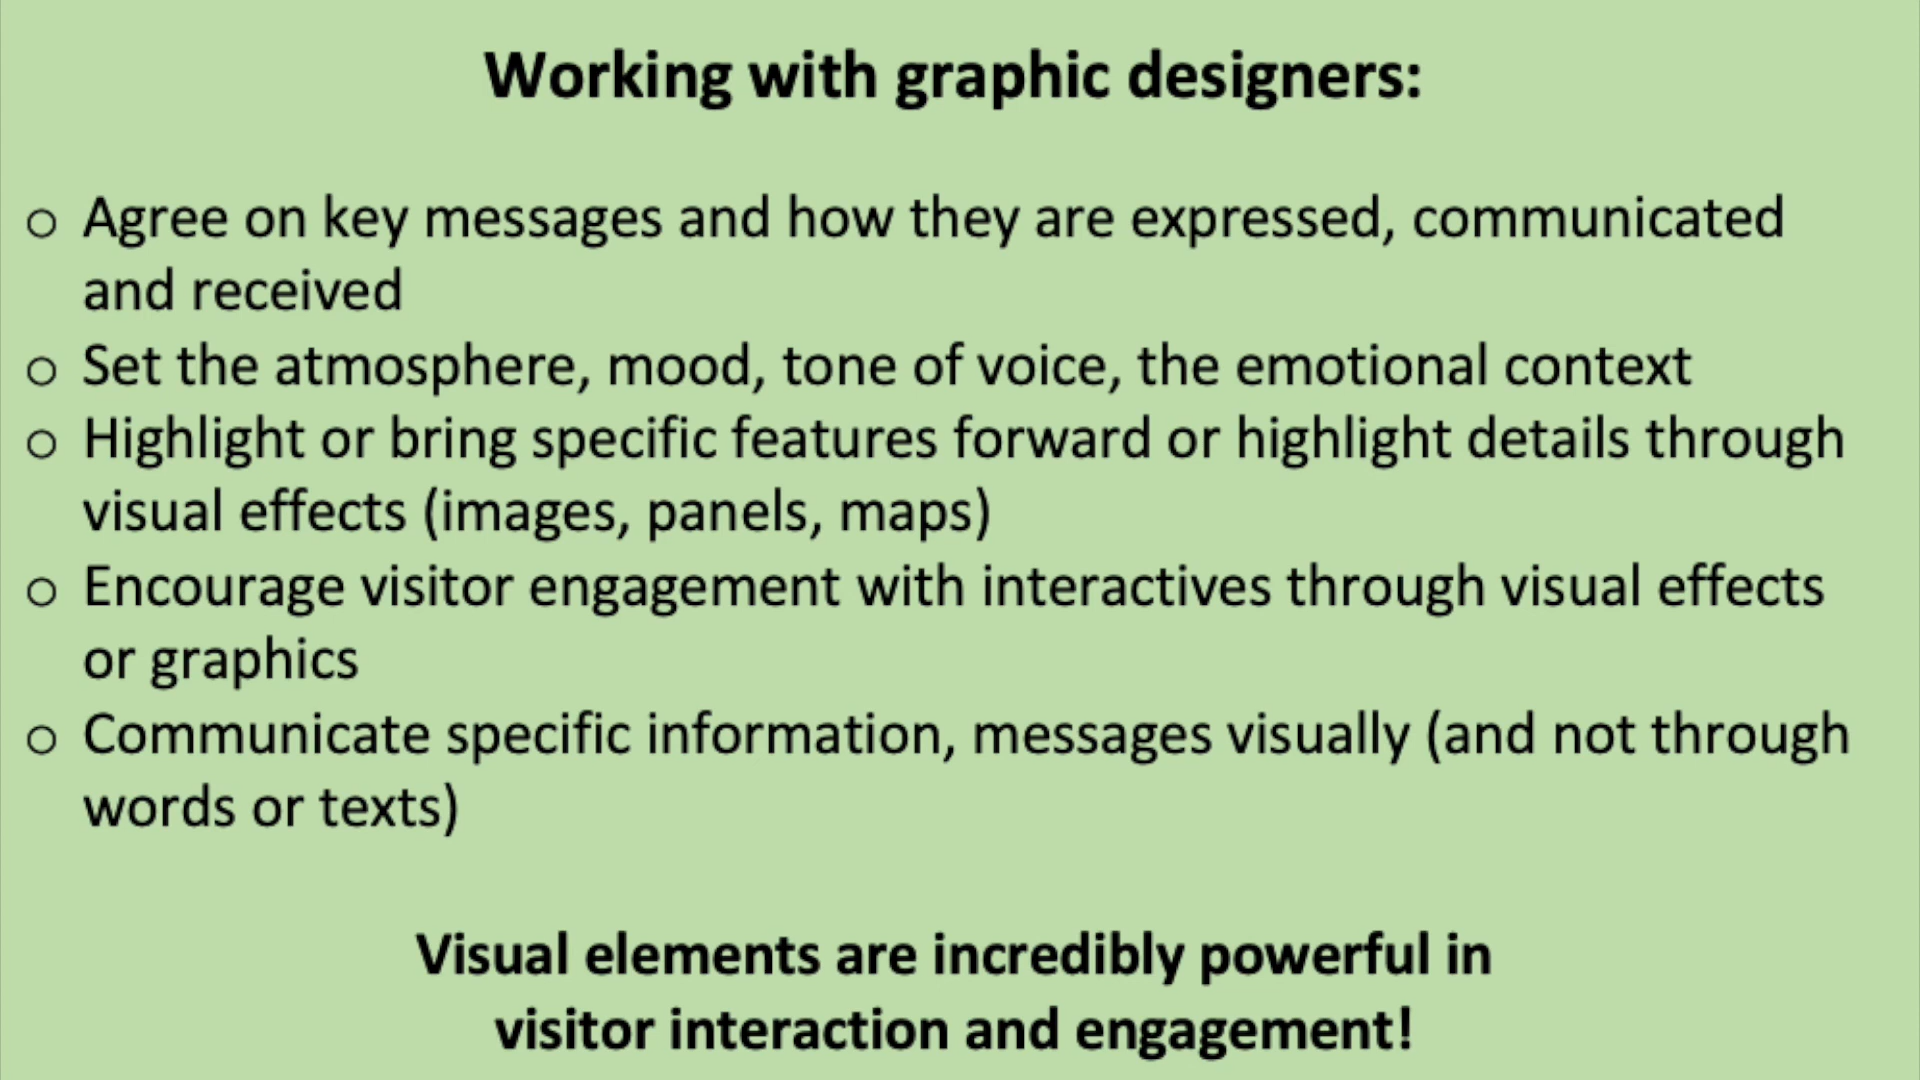 Working with graphic designers:
o Agree on key messages and how they are expressed, communicated
and received
o Set the atmosphere, mood, tone of voice, the emotional context
o Highlight or bring specific features forward or highlight details through
visual effects (images, panels, maps)
o Encourage visitor engagement with interactives through visual effects
or graphics
o Communicate specific information, messages visually (and not through
words or texts)
Visual elements are incredibly powerful in
visitor interaction and engagement!